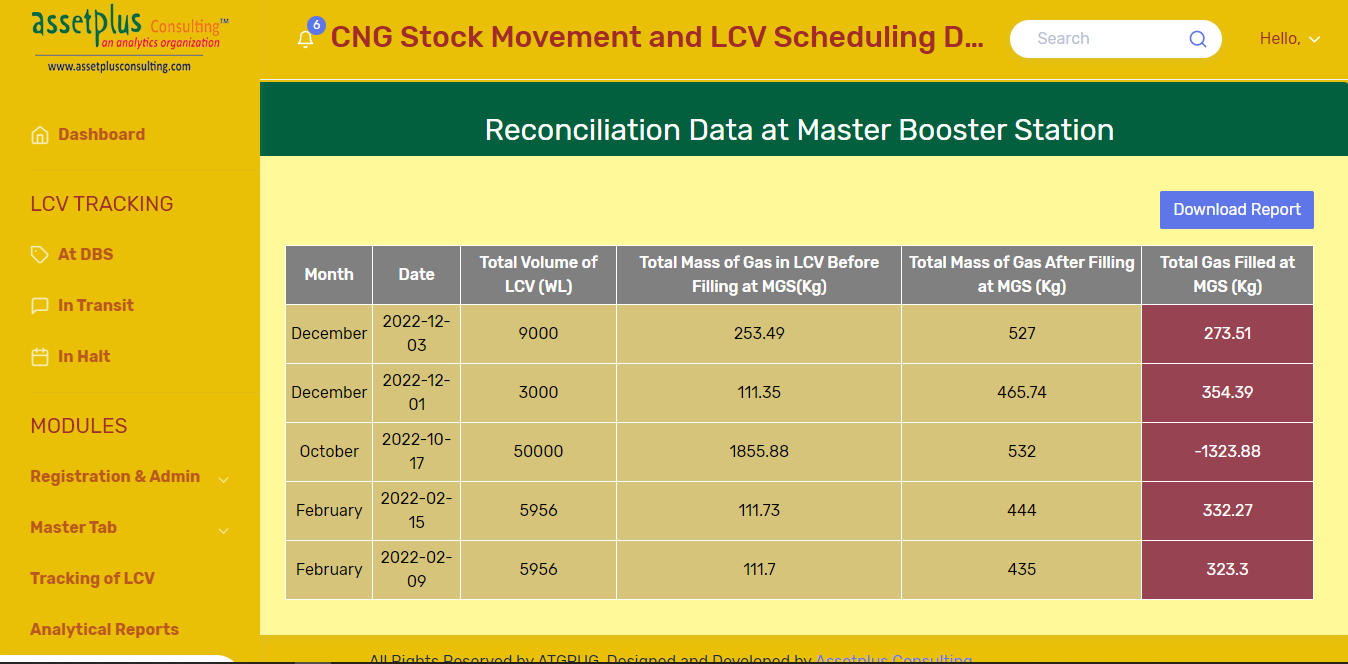 assetplus Consulting™
an analytics organization
www.assetplusconsulting.com
6
CNG Stock Movement and LCV Scheduling D...
Search
Hello,
Dashboard
LCV TRACKING
At DBS
In Transit
In Halt
MODULES
Registration & Admin
Master Tab
Tracking of LCV
Analytical Reports
Reconciliation Data at Master Booster Station
Download Report
Month Date Total Volume of LCV (WL) Total Mass of Gas in LCV Before Filling at MGS(Kg) Total Mass of Gas After Filling at MGS (Kg) Total Gas Filled at MGS (Kg)
December 2022-12-03 9000 253.49 527 273.51
December 2022-12-01 3000 111.35 465.74 354.39
October 2022-10-17 50000 1855.88 532 -1323.88
February 2022-02-15 5956 111.73 444 332.27
February 2022-02-09 5956 111.7 435 323.3
All Rights Reserved by ATGPUG, Designed and Developed by Assetplus Consulting